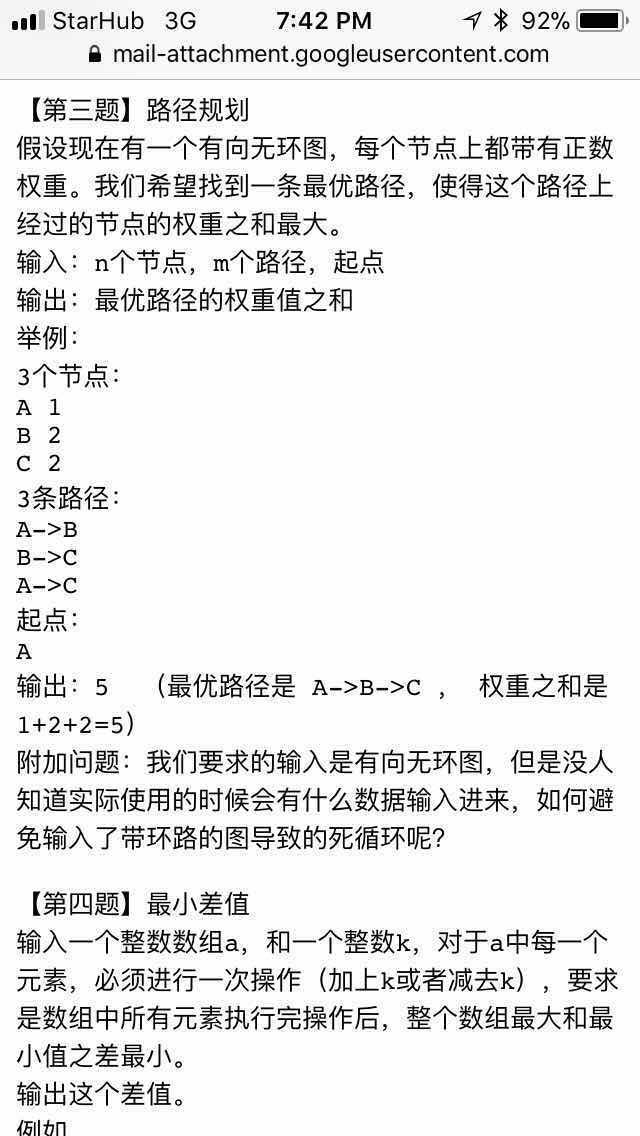 StarHub 3G 7:42 PM 92%
mail-attachment.googleusercontent.com
【第三题】路径规划
假设现在有一个有向无环图，每个节点上都带有正数
权重。我们希望找到一条最优路径，使得这个路径上
经过的节点的权重之和最大。
输入：n个节点，m个路径，起点
输出：最优路径的权重值之和
举例：
3个节点：
A 1
B 2
C 2
3条路径：
A->B
B->C
A->C
起点：
A
输出：5 （最优路径是 A->B->C ， 权重之和是
1+2+2=5）
附加问题：我们要求的输入是有向无环图，但是没人
知道实际使用的时候会有什么数据输入进来，如何避
免输入了带环路的图导致的死循环呢？
【第四题】最小差值
输入一个整数数组a，和一个整数k，对于a中每一个
元素，必须进行一次操作（加上k或者减去k），要求
是数组中所有元素执行完操作后，整个数组最大和最
小值之差最小。
输出这个差值。
例如